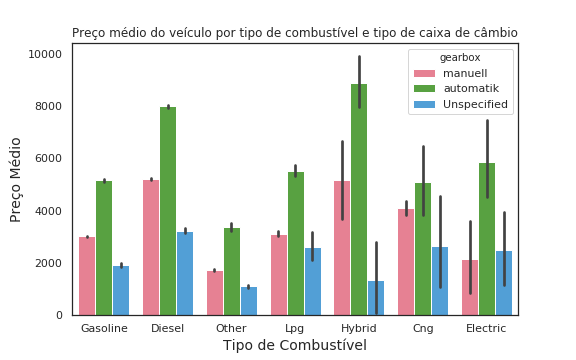 Preço médio do veículo por tipo de combustível e tipo de caixa de câmbio
gearbox
manuell
automatik
Unspecified
Preço Médio
10000
8000
6000
4000
2000
0
Gasoline Diesel Other Lpg Hybrid Cng Electric
Tipo de Combustível